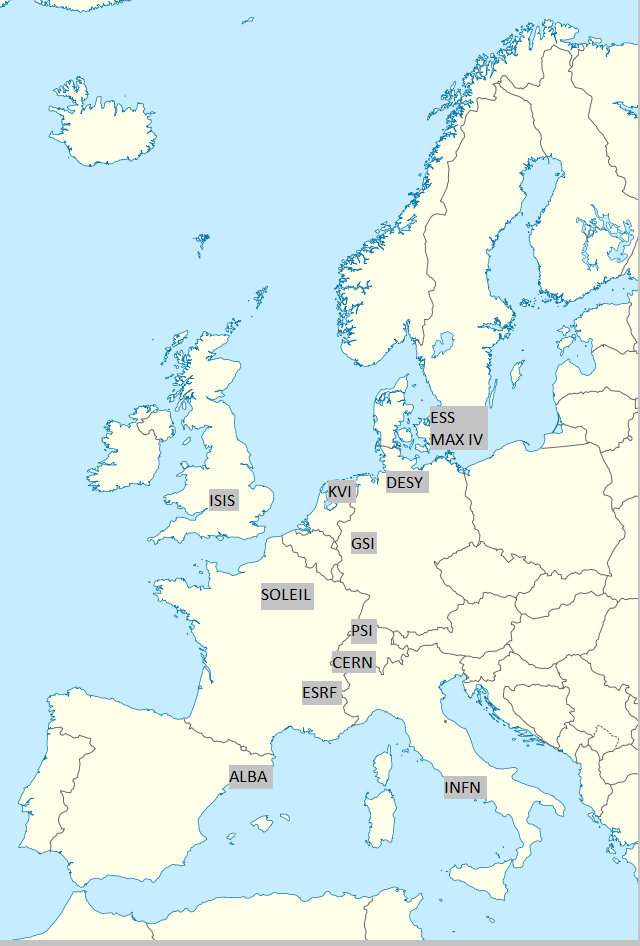 ESS
MAX IV
DESY
KVI
ISIS
GSI
SOLEIL
PSI
CERN
ESRF
ALBA
INFN